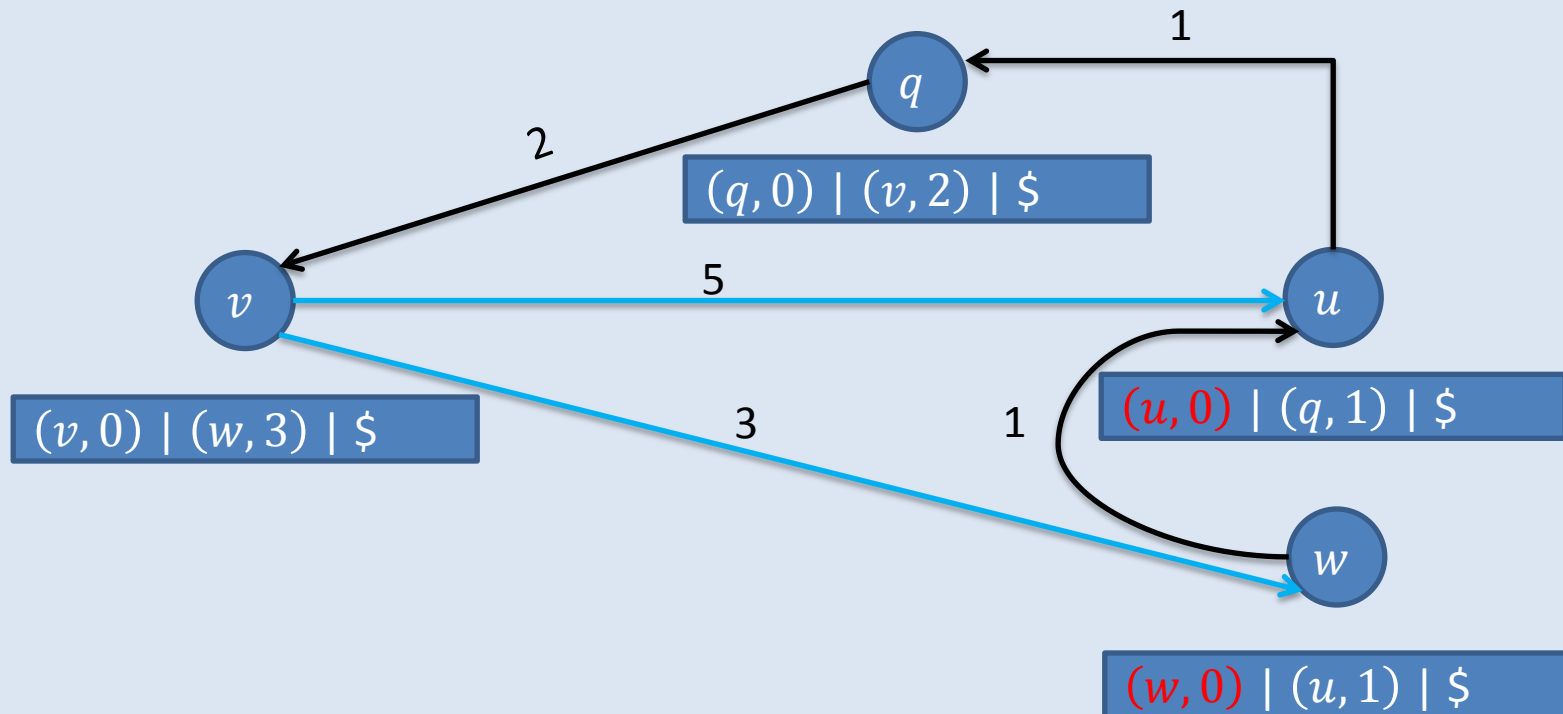 1
q
2
(q, 0) | (v, 2) | $
5
v
u
(v, 0) | (w, 3) | $
3
1
(u, 0) | (q, 1) | $
w
(w, 0) | (u, 1) | $